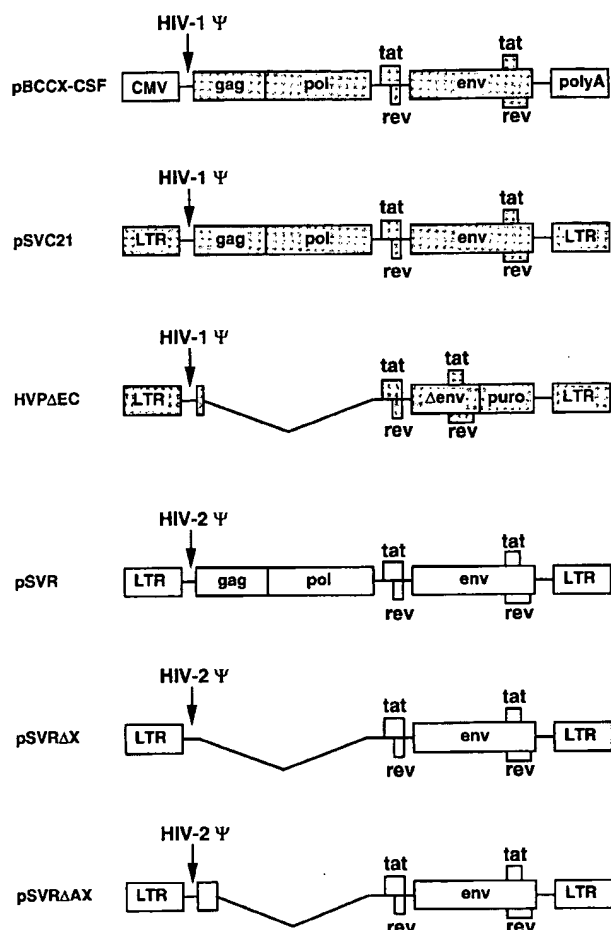 HIV-1 Ψ
tat
tat
pBCCX-CSF
CMV
gag
pol
env
polyA
rev
rev
HIV-1 Ψ
tat
tat
pSVC21
LTR
gag
pol
env
LTR
rev
rev
HIV-1 Ψ
tat
tat
HVPΔEC
LTR
Δenv
puro
LTR
rev
rev
HIV-2 Ψ
tat
tat
pSVR
LTR
gag
pol
env
LTR
rev
rev
HIV-2 Ψ
tat
tat
pSVRΔX
LTR
env
LTR
rev
rev
HIV-2 Ψ
tat
tat
pSVRΔAX
LTR
env
LTR
rev
rev